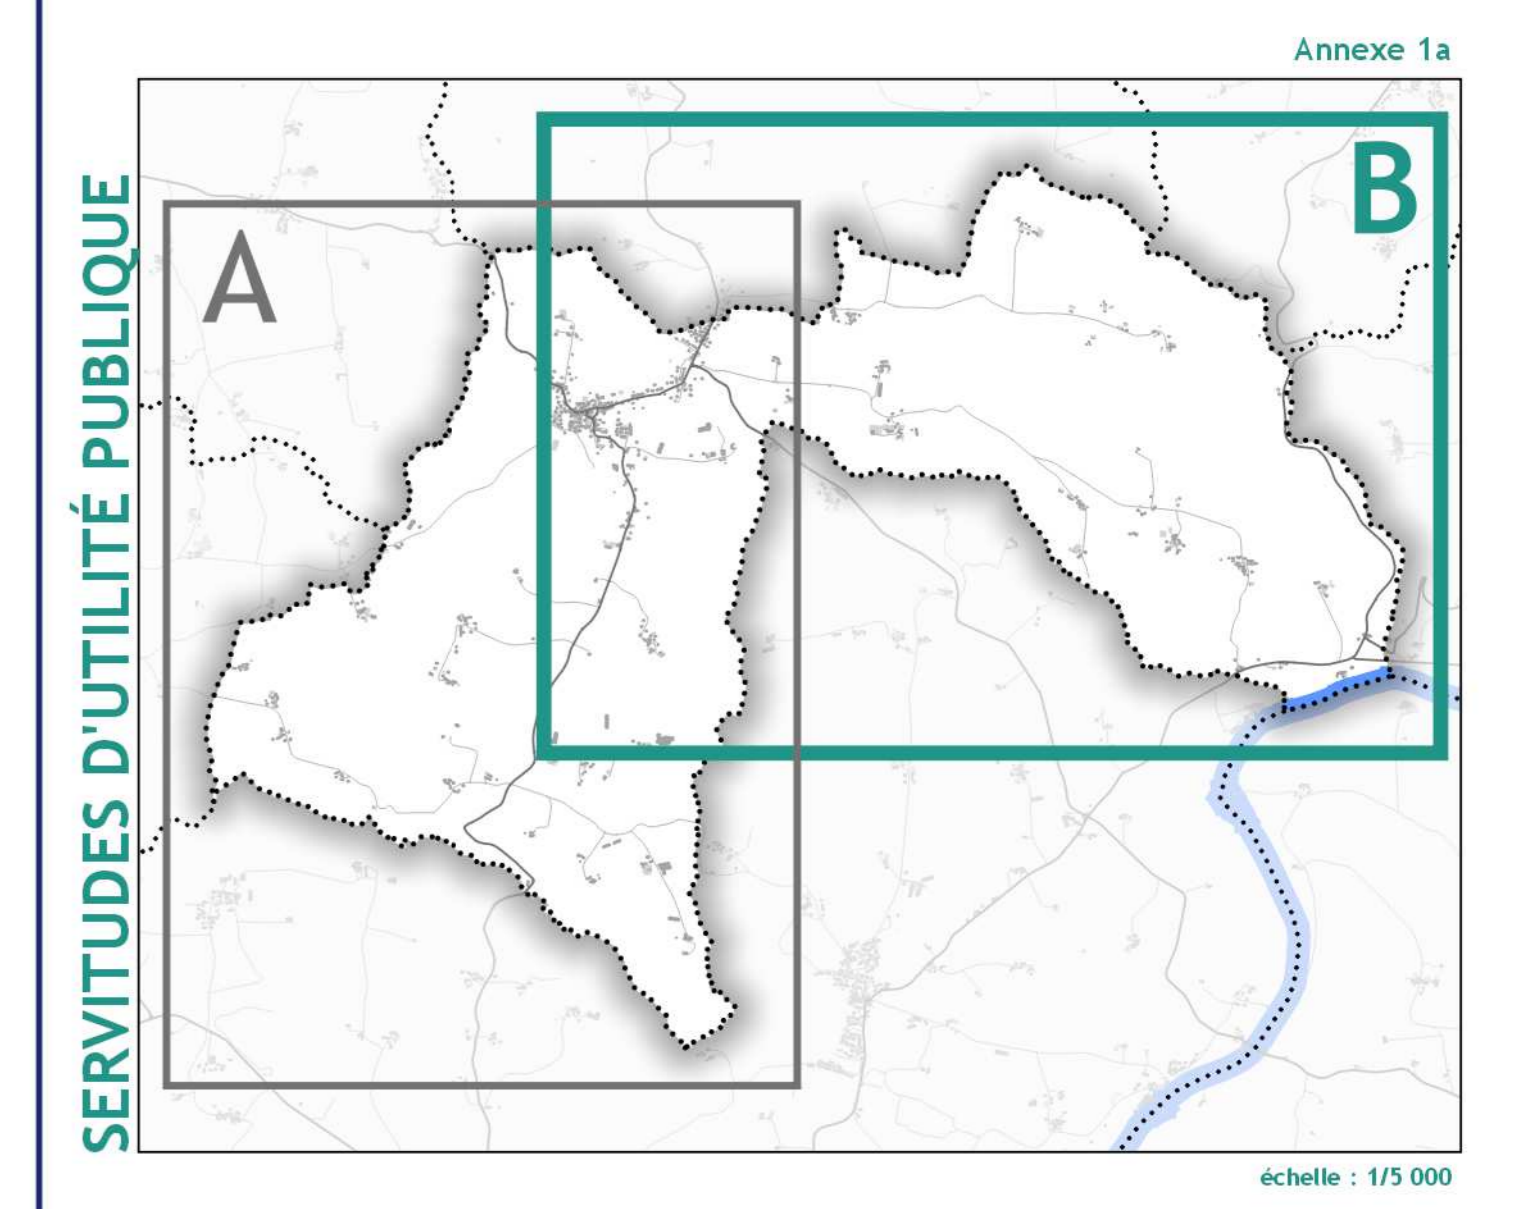 Annexe 1a
SERVITUDES D'UTILITÉ PUBLIQUE
A
B
échelle : 1/5 000